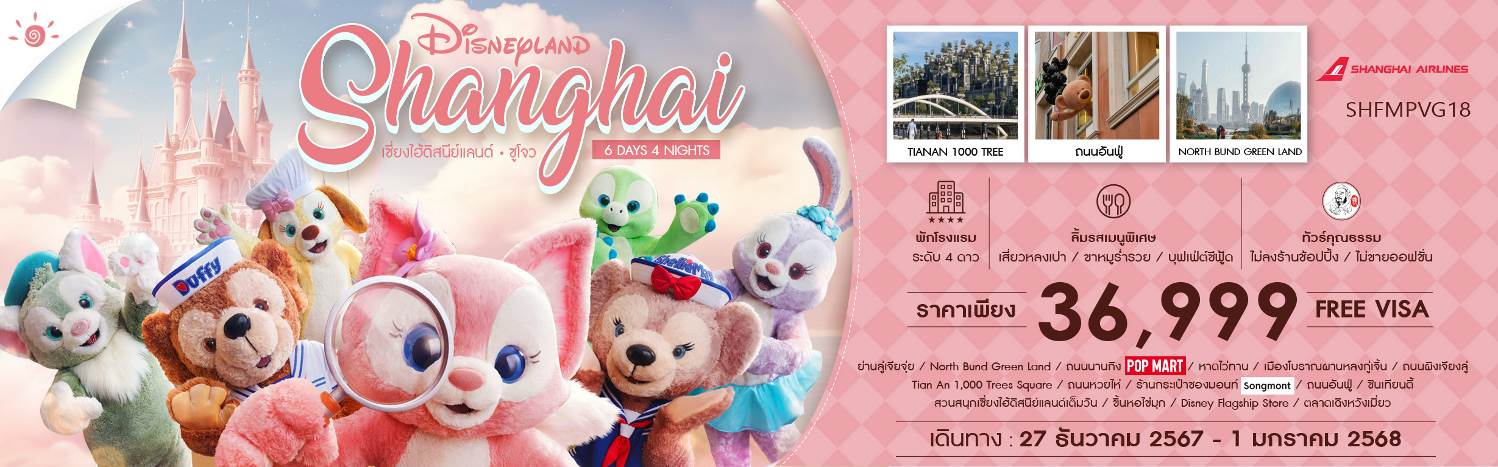 DISNEYLAND
Shanghai
เซี่ยงไฮ้ดิสนีย์แลนด์ • ซูโจว
6 DAYS 4 NIGHTS
Duffy
ShellieMay
TIANAN 1000 TREE
ถนนอันฟู่
NORTH BUND GREEN LAND
SHANGHAI AIRLINES
SHFMPVG18
พักโรงแรม
ระดับ 4 ดาว
ลิ้มรสเมนูพิเศษ
เสี่ยวหลงเปา / ขาหมูร่ำรวย / บุฟเฟ่ต์ซีฟู้ด
ทัวร์คุณธรรม
ไม่ลงร้านช้อปปิ้ง / ไม่ขายออฟชั่น
ราคาเพียง 36,999 FREE VISA
ย่านลู่เจียจุ่ย / North Bund Green Land / ถนนนานกิง POP MART / หาดไว่ทาน / เมืองโบราณผานหลงกู่เจิ้น / ถนนผิงเจียงลู่
Tian An 1,000 Trees Square / ถนนหวยไห่ / ร้านกระเป๋าซองมอนท์ Songmont / ถนนอันฟู่ / ซินเทียนตี้
สวนสนุกเซี่ยงไฮ้ดิสนีย์แลนด์เต็มวัน / ขึ้นหอไข่มุก / Disney Flagship Store / ตลาดเฉิงหวังเมี่ยว
เดินทาง : 27 ธันวาคม 2567 - 1 มกราคม 2568